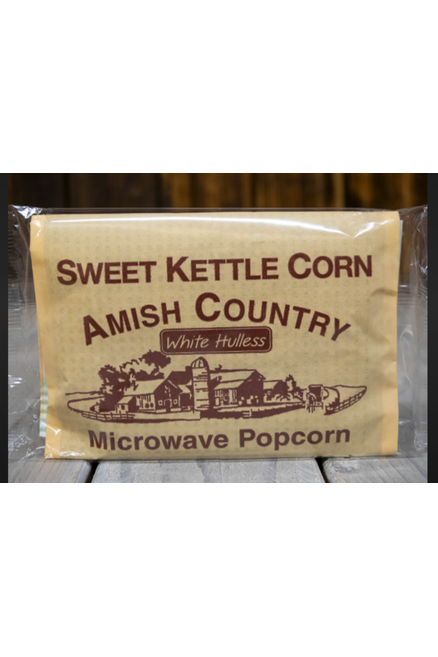 SWEET KETTLE CORN
AMISH COUNTRY
White Hulless
Microwave Popcorn